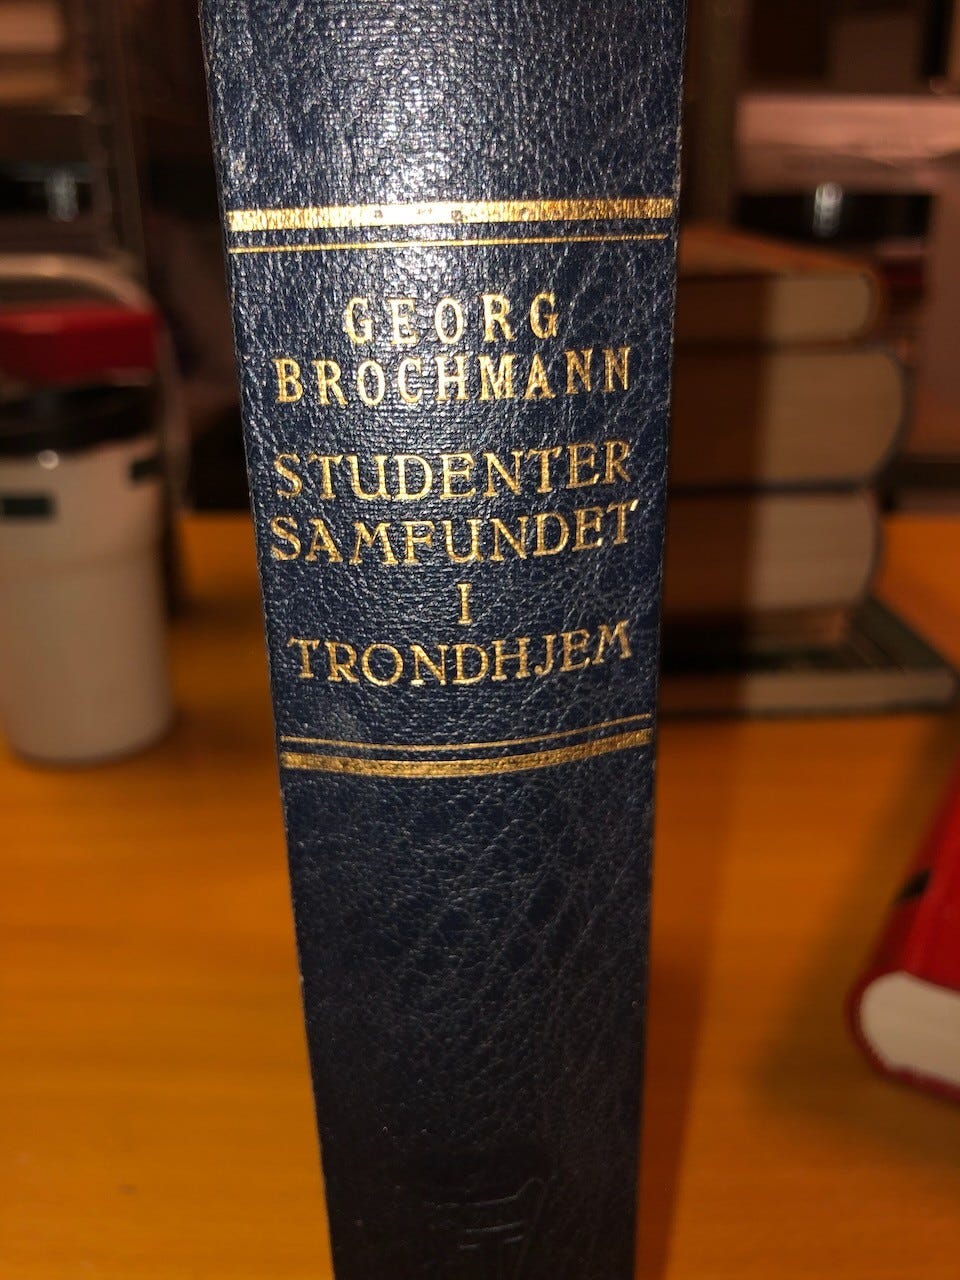 GEORG
BROCHMANN
STUDENTER
SAMFUNDET
I
TRONDHJEM